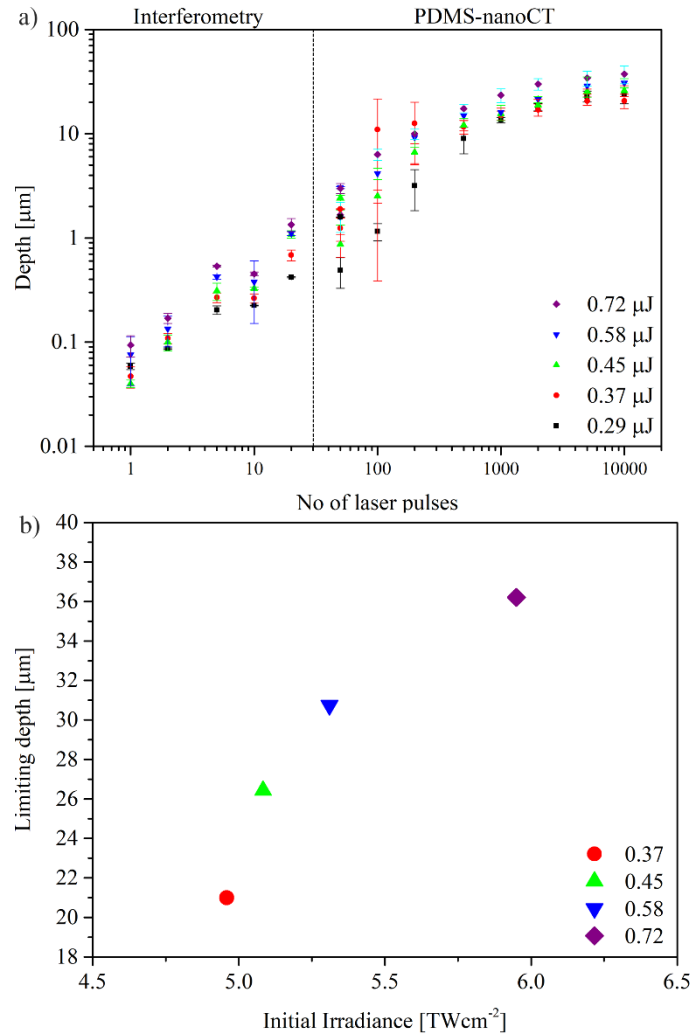 a) Interferometry PDMS-nanoCT
100
10
1
0.1
0.01
Depth [µm]
0.72 µJ
0.58 µJ
0.45 µJ
0.37 µJ
0.29 µJ
1 10 100 1000 10000
No of laser pulses
b)
40
38
36
34
32
30
28
26
24
22
20
18
Limiting depth [µm]
0.37
0.45
0.58
0.72
4.5 5.0 5.5 6.0 6.5
Initial Irradiance [TWcm⁻²]